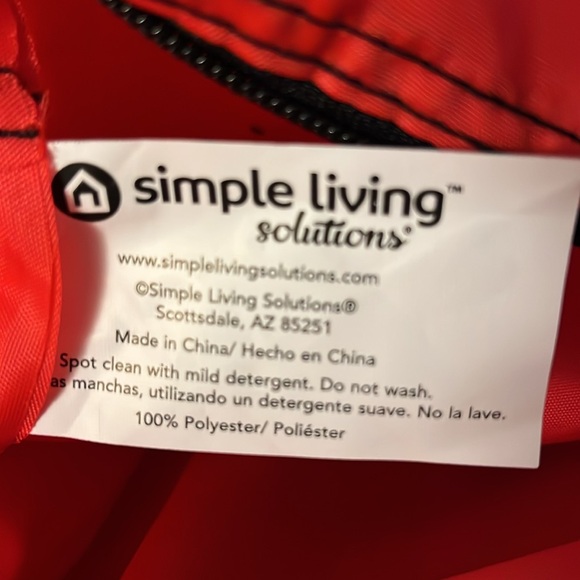 simple living™
solutions®
www.simplelivingsolutions.com
©Simple Living Solutions®
Scottsdale, AZ 85251
Made in China/ Hecho en China
Spot clean with mild detergent. Do not wash.
as manchas, utilizando un detergente suave. No la lave.
100% Polyester/ Poliéster